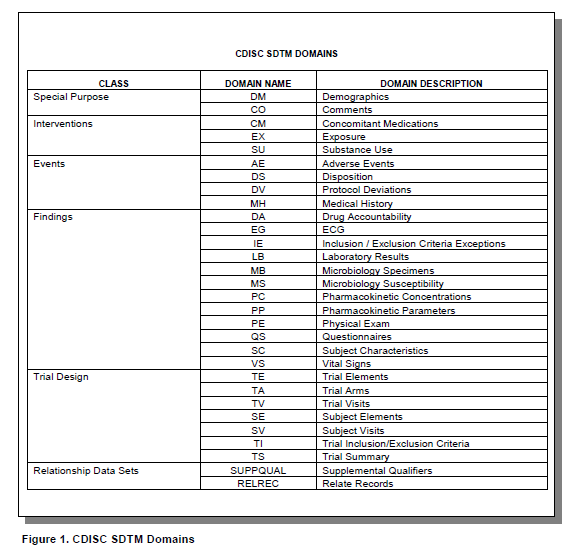 CDISC SDTM DOMAINS
CLASS DOMAIN NAME DOMAIN DESCRIPTION
Special Purpose DM Demographics
CO Comments
Interventions CM Concomitant Medications
EX Exposure
SU Substance Use
Events AE Adverse Events
DS Disposition
DV Protocol Deviations
MH Medical History
Findings DA Drug Accountability
EG ECG
IE Inclusion / Exclusion Criteria Exceptions
LB Laboratory Results
MB Microbiology Specimens
MS Microbiology Susceptibility
PC Pharmacokinetic Concentrations
PP Pharmacokinetic Parameters
PE Physical Exam
QS Questionnaires
SC Subject Characteristics
VS Vital Signs
Trial Design TE Trial Elements
TA Trial Arms
TV Trial Visits
SE Subject Elements
SV Subject Visits
TI Trial Inclusion/Exclusion Criteria
TS Trial Summary
Relationship Data Sets SUPPQUAL Supplemental Qualifiers
RELREC Relate Records
Figure 1. CDISC SDTM Domains